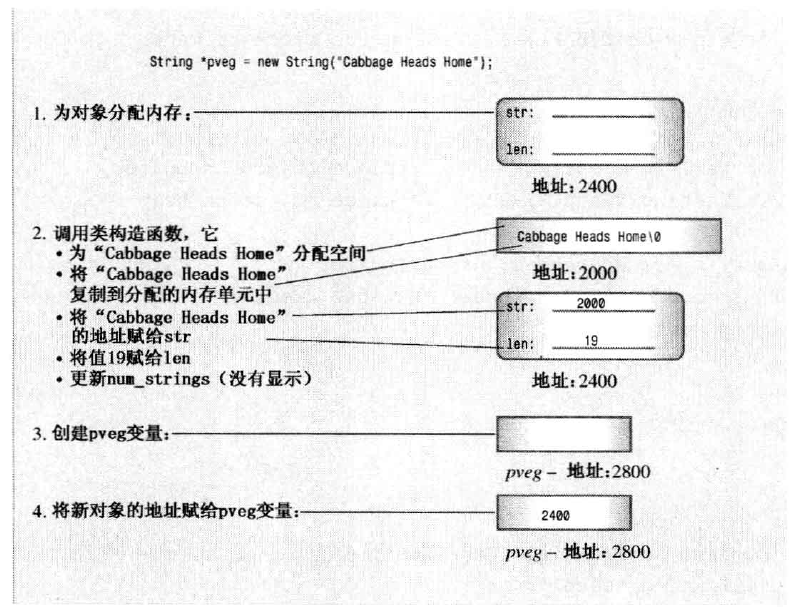 String *pveg = new String("Cabbage Heads Home");
1. 为对象分配内存：
str:
len:
地址：2400
2. 调用类构造函数，它
• 为“Cabbage Heads Home”分配空间
• 将“Cabbage Heads Home”
复制到分配的内存单元中
• 将“Cabbage Heads Home”
的地址赋给str
• 将值19赋给len
• 更新num_strings（没有显示）
Cabbage Heads Home\0
地址：2000
str: 2000
len: 19
地址：2400
3. 创建pveg变量：
pveg – 地址：2800
4. 将新对象的地址赋给pveg变量：
2400
pveg – 地址：2800